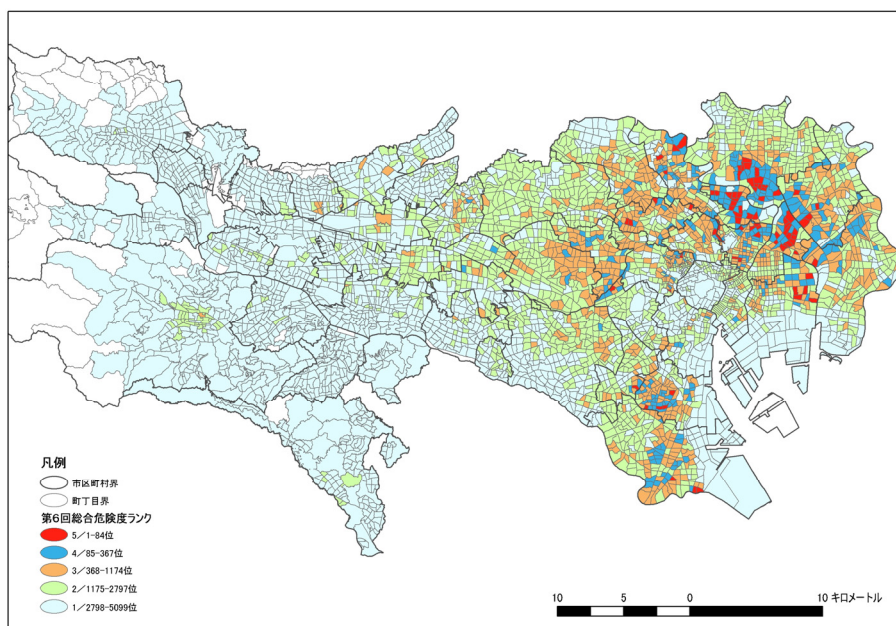 凡例
市区町村界
町丁目界
第6回総合危険度ランク
5/1-84位
4/85-367位
3/368-1174位
2/1175-2797位
1/2798-5099位
10 5 0 10 キロメートル